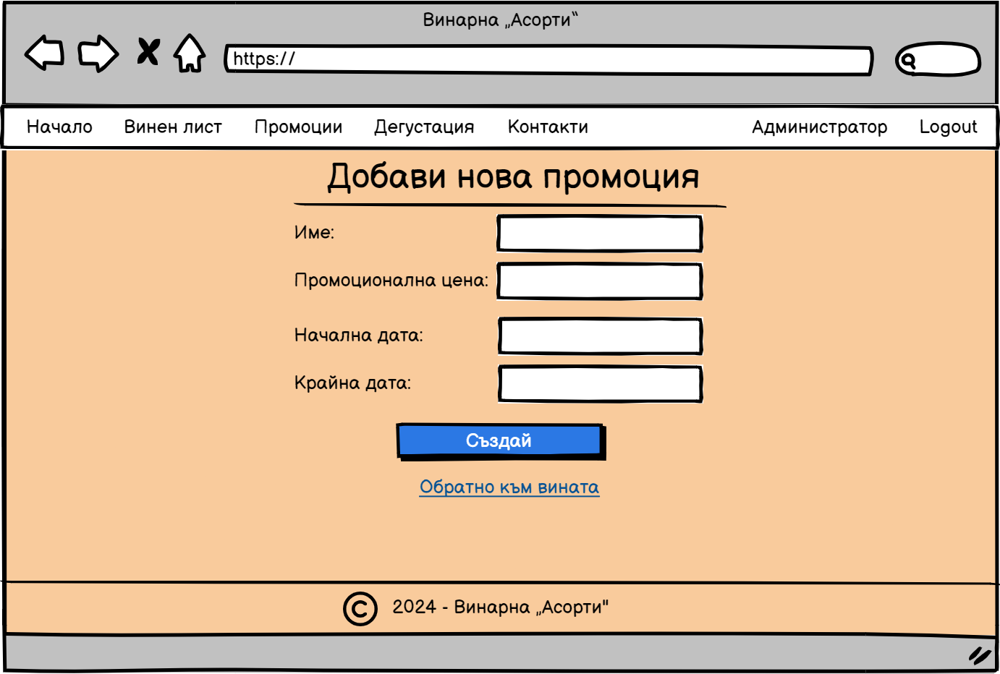 Винарна „Асорти“
https://
Начало Винен лист Промоции Дегустация Контакти Администратор Logout
Добави нова промоция
Име:
Промоционална цена:
Начална дата:
Крайна дата:
Създай
Обратно към вината
© 2024 - Винарна „Асорти"